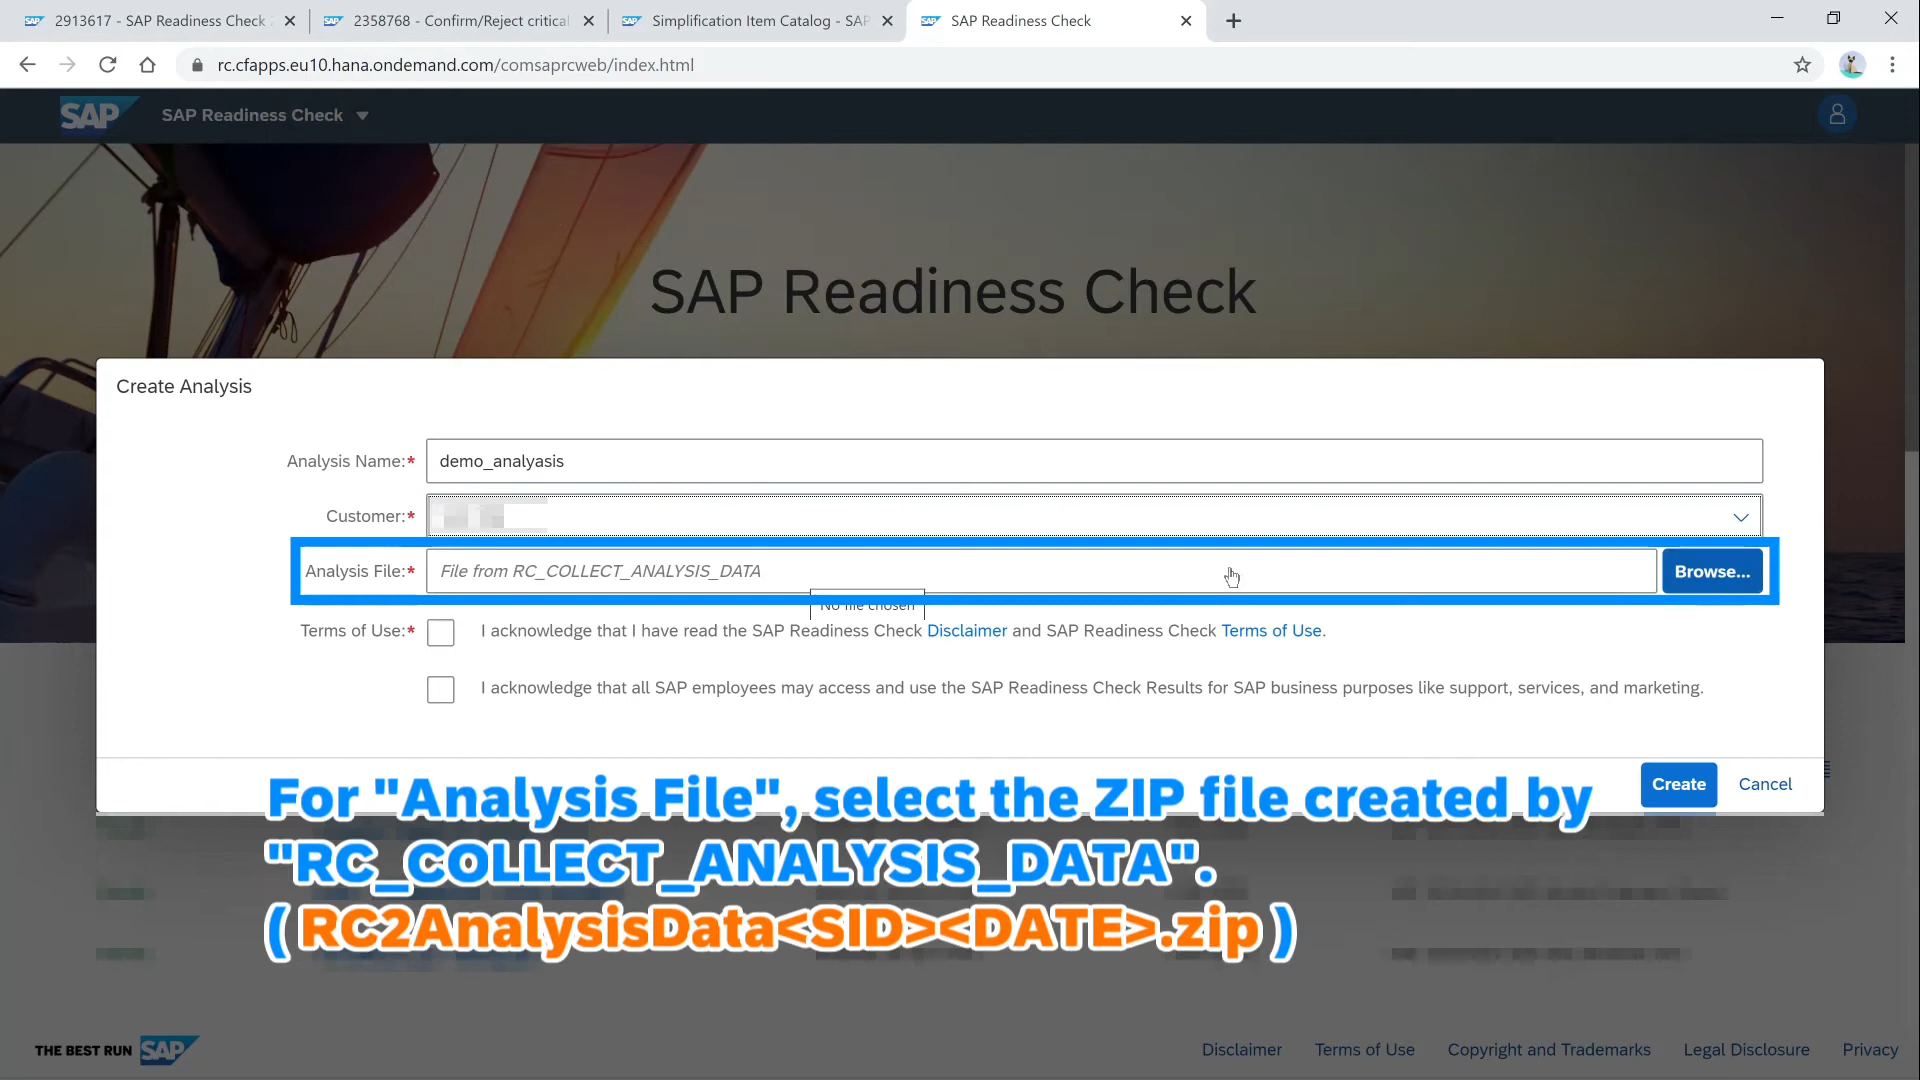 2913617 - SAP Readiness Check
2358768 - Confirm/Reject critical
Simplification Item Catalog - SAP
SAP Readiness Check
rc.cfapps.eu10.hana.ondemand.com/comsaprcweb/index.html
SAP
SAP Readiness Check
SAP Readiness Check
Create Analysis
Analysis Name:*
demo_analyasis
Customer:*
Analysis File:*
File from RC_COLLECT_ANALYSIS_DATA
Browse...
No file chosen
Terms of Use:*
I acknowledge that I have read the SAP Readiness Check Disclaimer and SAP Readiness Check Terms of Use.
I acknowledge that all SAP employees may access and use the SAP Readiness Check Results for SAP business purposes like support, services, and marketing.
Create
Cancel
For "Analysis File", select the ZIP file created by
"RC_COLLECT_ANALYSIS_DATA".
( RC2AnalysisData<SID><DATE>.zip )
THE BEST RUN SAP
Disclaimer
Terms of Use
Copyright and Trademarks
Legal Disclosure
Privacy